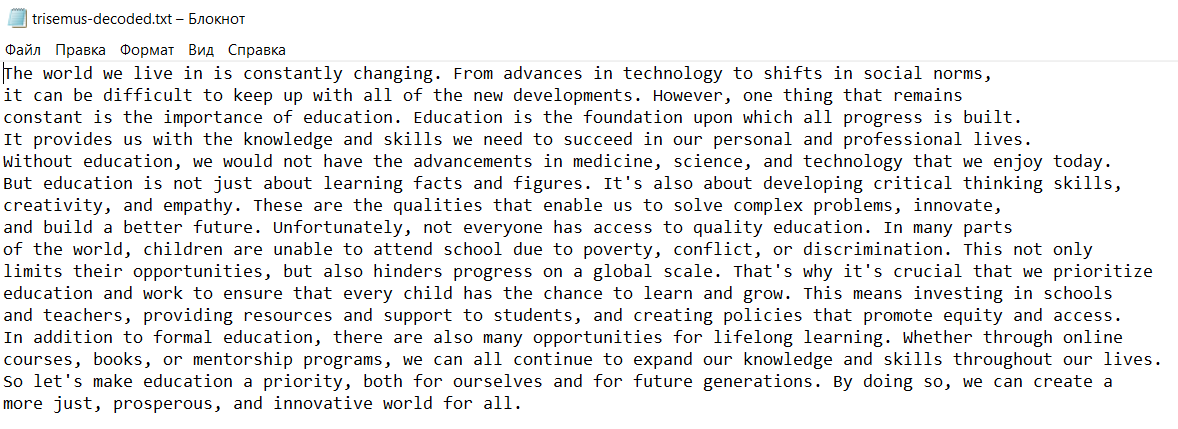 trisemus-decoded.txt – Блокнот
Файл Правка Формат Вид Справка
The world we live in is constantly changing. From advances in technology to shifts in social norms,
it can be difficult to keep up with all of the new developments. However, one thing that remains
constant is the importance of education. Education is the foundation upon which all progress is built.
It provides us with the knowledge and skills we need to succeed in our personal and professional lives.
Without education, we would not have the advancements in medicine, science, and technology that we enjoy today.
But education is not just about learning facts and figures. It's also about developing critical thinking skills,
creativity, and empathy. These are the qualities that enable us to solve complex problems, innovate,
and build a better future. Unfortunately, not everyone has access to quality education. In many parts
of the world, children are unable to attend school due to poverty, conflict, or discrimination. This not only
limits their opportunities, but also hinders progress on a global scale. That's why it's crucial that we prioritize
education and work to ensure that every child has the chance to learn and grow. This means investing in schools
and teachers, providing resources and support to students, and creating policies that promote equity and access.
In addition to formal education, there are also many opportunities for lifelong learning. Whether through online
courses, books, or mentorship programs, we can all continue to expand our knowledge and skills throughout our lives.
So let's make education a priority, both for ourselves and for future generations. By doing so, we can create a
more just, prosperous, and innovative world for all.